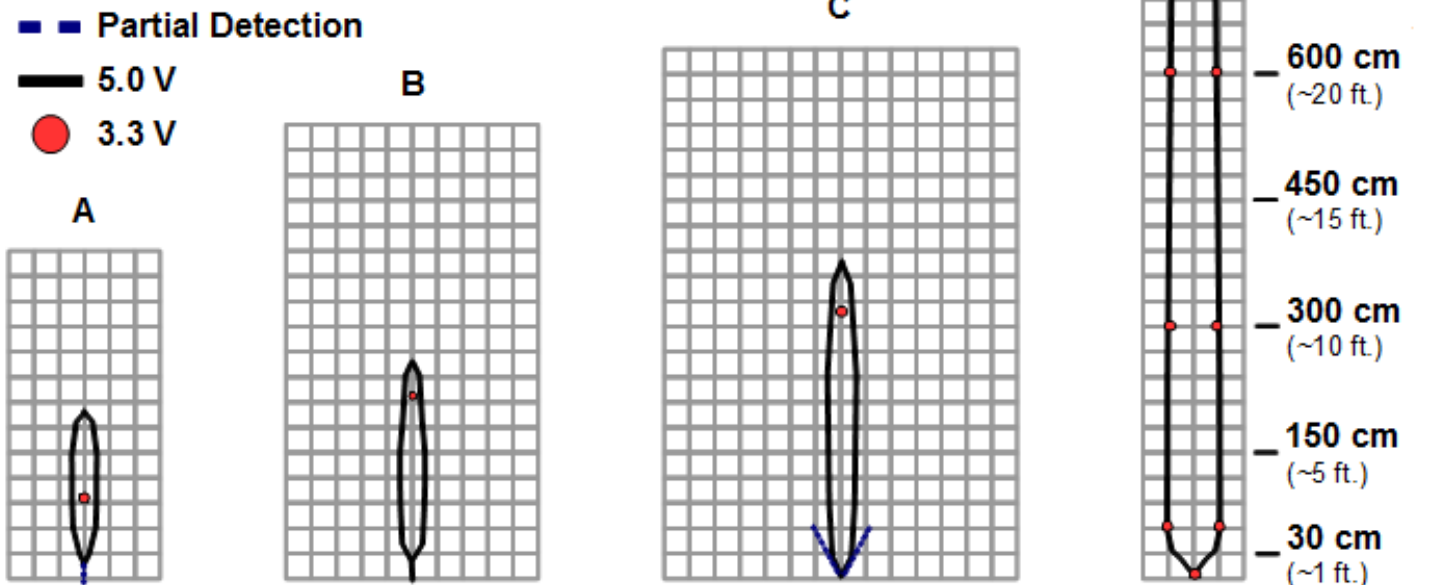 Partial Detection
5.0 V
3.3 V
A
B
C
600 cm
(~20 ft.)
450 cm
(~15 ft.)
300 cm
(~10 ft.)
150 cm
(~5 ft.)
30 cm
(~1 ft.)